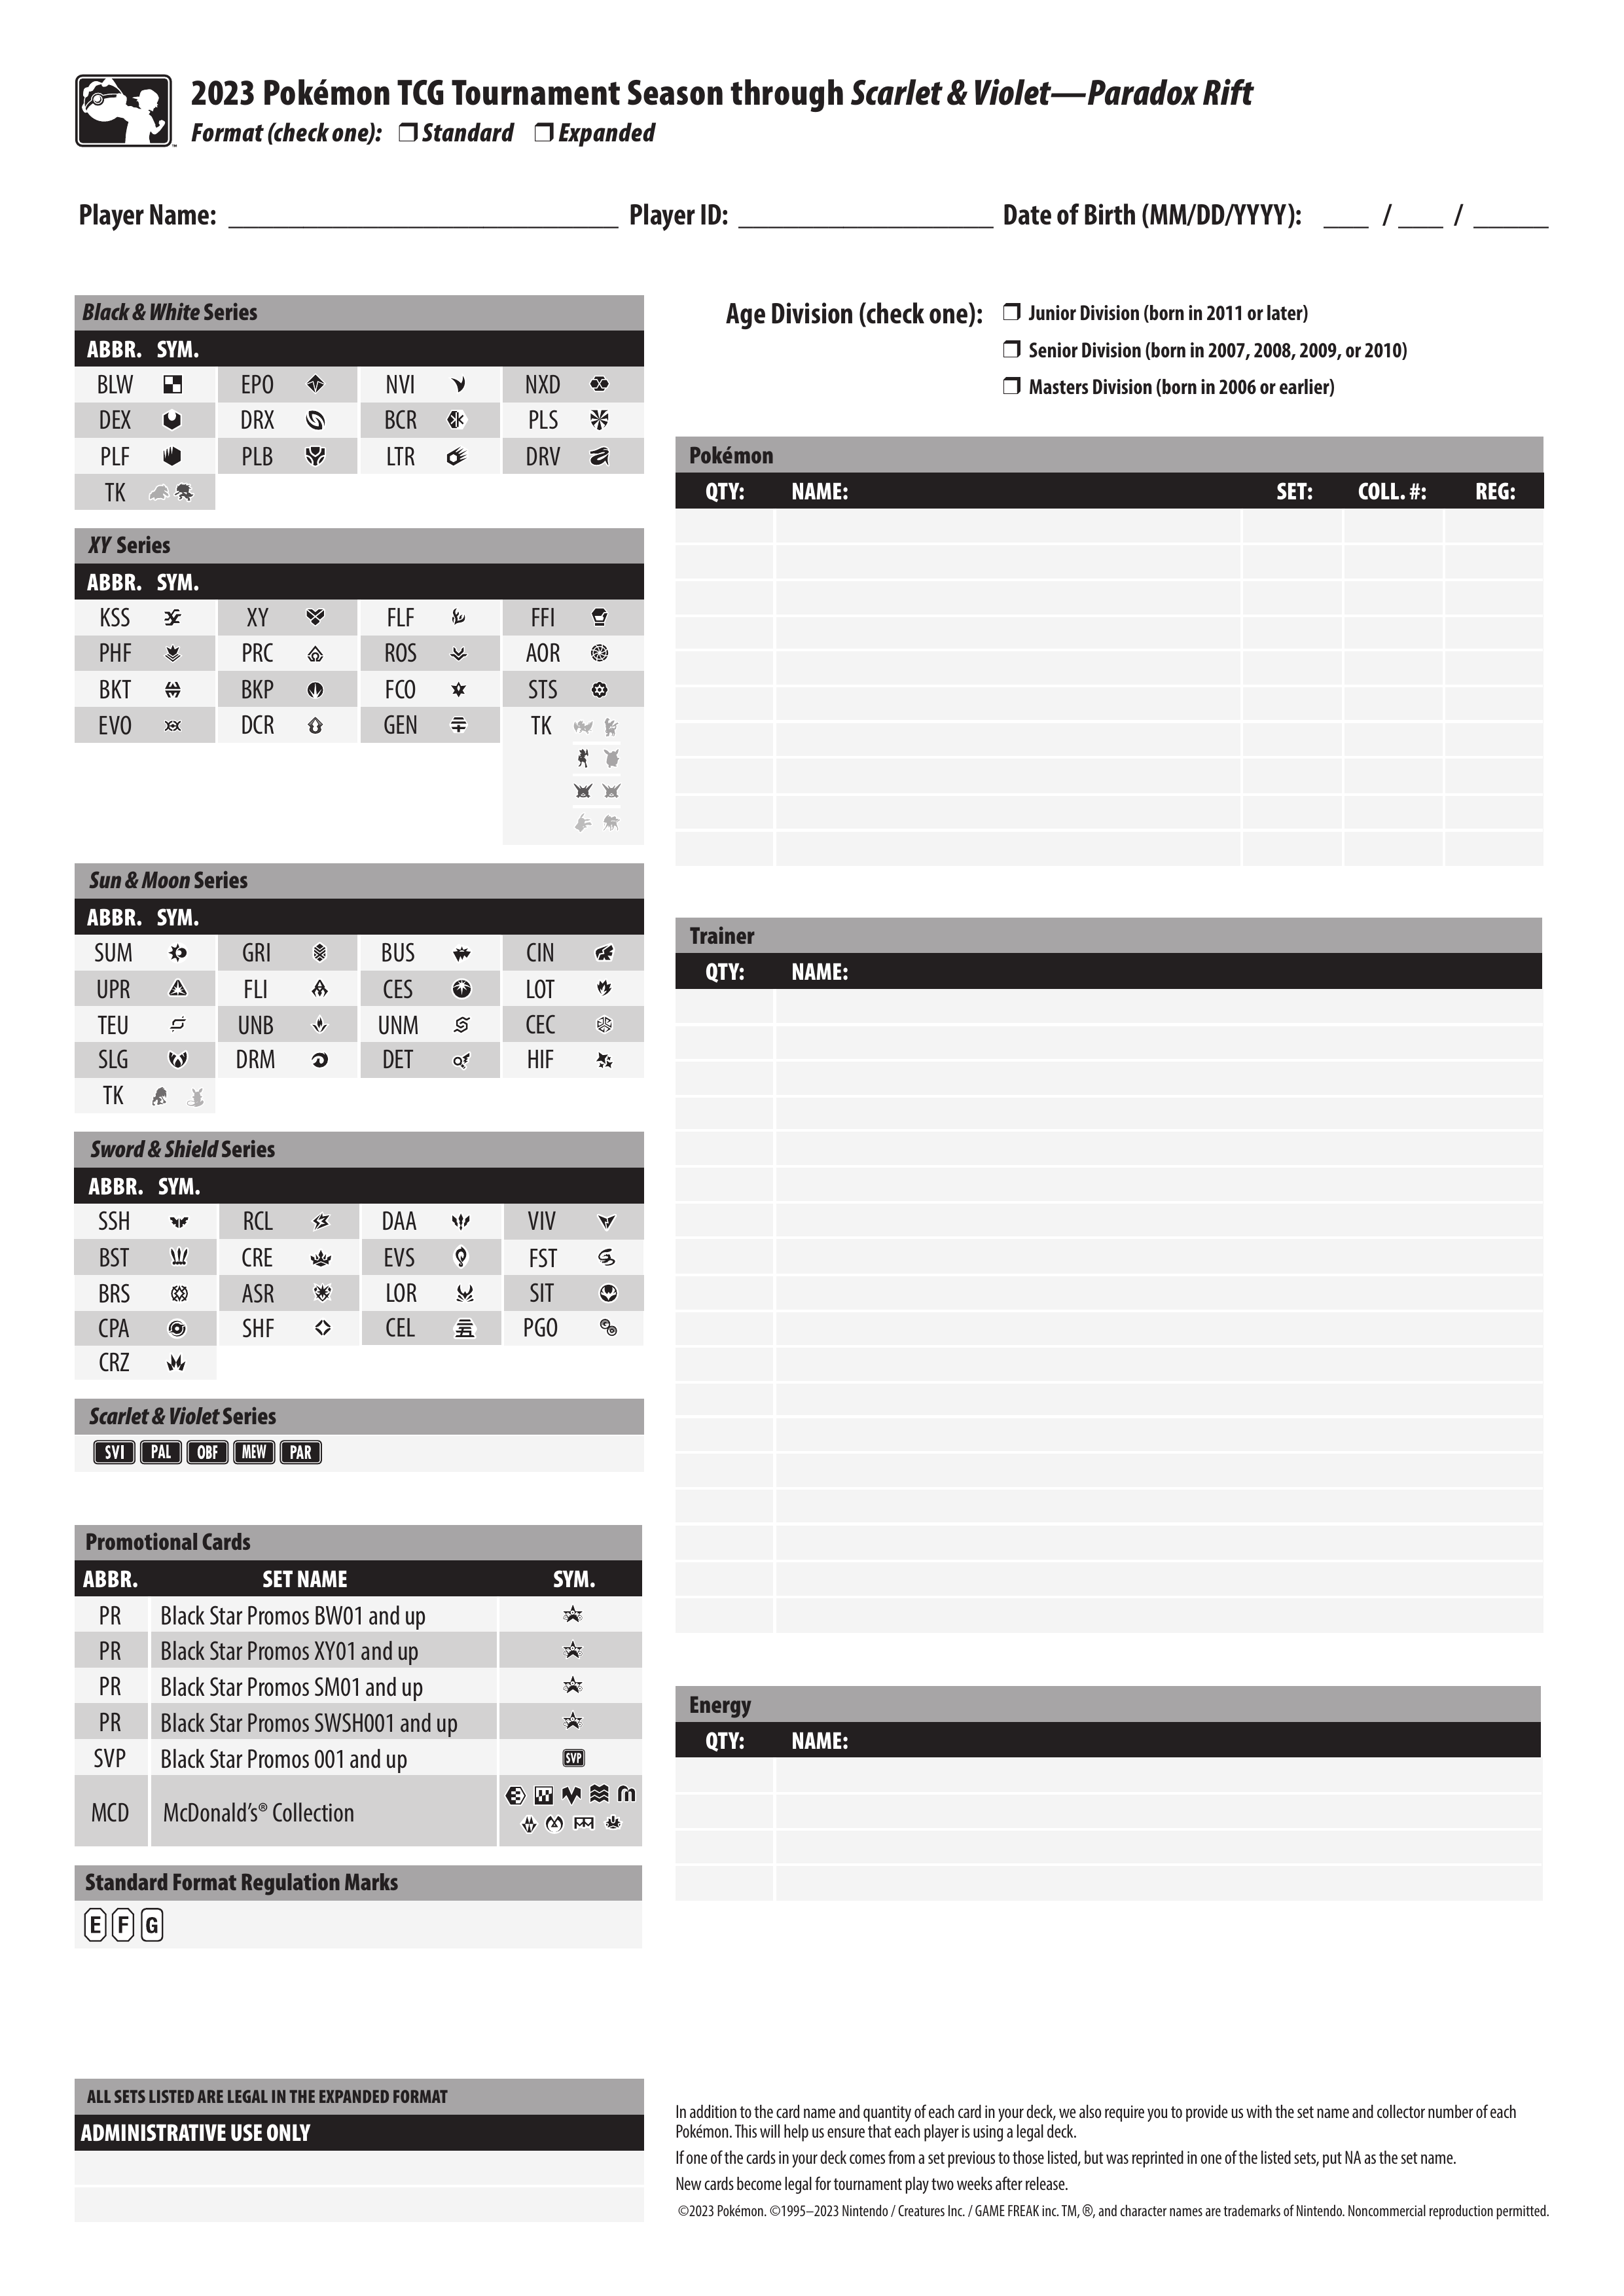 2023 Pokémon TCG Tournament Season through Scarlet & Violet—Paradox Rift
Format (check one): ❒ Standard ❒ Expanded
Player Name: __________________________ Player ID: _________________ Date of Birth (MM/DD/YYYY): ___ / ___ / _____
Black & White Series
ABBR. SYM.
BLW EPO NVI NXD
DEX DRX BCR PLS
PLF PLB LTR DRV
TK
XY Series
ABBR. SYM.
KSS XY FLF FFI
PHF PRC ROS AOR
BKT BKP FCO STS
EVO DCR GEN TK
Sun & Moon Series
ABBR. SYM.
SUM GRI BUS CIN
UPR FLI CES LOT
TEU UNB UNM CEC
SLG DRM DET HIF
TK
Sword & Shield Series
ABBR. SYM.
SSH RCL DAA VIV
BST CRE EVS FST
BRS ASR LOR SIT
CPA SHF CEL PGO
CRZ
Scarlet & Violet Series
SVI PAL OBF MEW PAR
Promotional Cards
ABBR. SET NAME SYM.
PR Black Star Promos BW01 and up
PR Black Star Promos XY01 and up
PR Black Star Promos SM01 and up
PR Black Star Promos SWSH001 and up
SVP Black Star Promos 001 and up SVP
MCD McDonald's® Collection
Standard Format Regulation Marks
E F G
ALL SETS LISTED ARE LEGAL IN THE EXPANDED FORMAT
ADMINISTRATIVE USE ONLY
Age Division (check one): ❒ Junior Division (born in 2011 or later)
❒ Senior Division (born in 2007, 2008, 2009, or 2010)
❒ Masters Division (born in 2006 or earlier)
Pokémon
QTY: NAME: SET: COLL. #: REG:
Trainer
QTY: NAME:
Energy
QTY: NAME:
In addition to the card name and quantity of each card in your deck, we also require you to provide us with the set name and collector number of each
Pokémon. This will help us ensure that each player is using a legal deck.
If one of the cards in your deck comes from a set previous to those listed, but was reprinted in one of the listed sets, put NA as the set name.
New cards become legal for tournament play two weeks after release.
©2023 Pokémon. ©1995–2023 Nintendo / Creatures Inc. / GAME FREAK inc. TM, ®, and character names are trademarks of Nintendo. Noncommercial reproduction permitted.